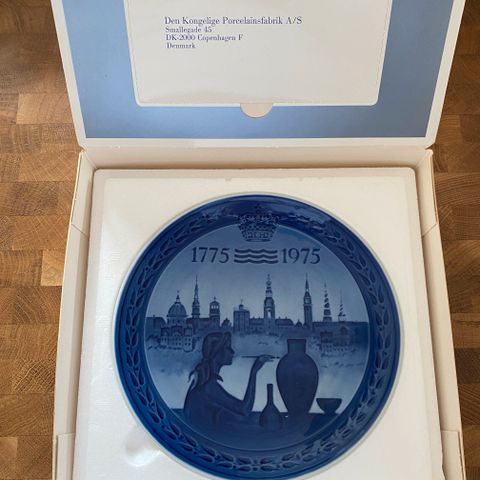 Den Kongelige Porcelainsfabrik A/S
Smallegade 45
DK-2000 Copenhagen F
Denmark
1775 1975